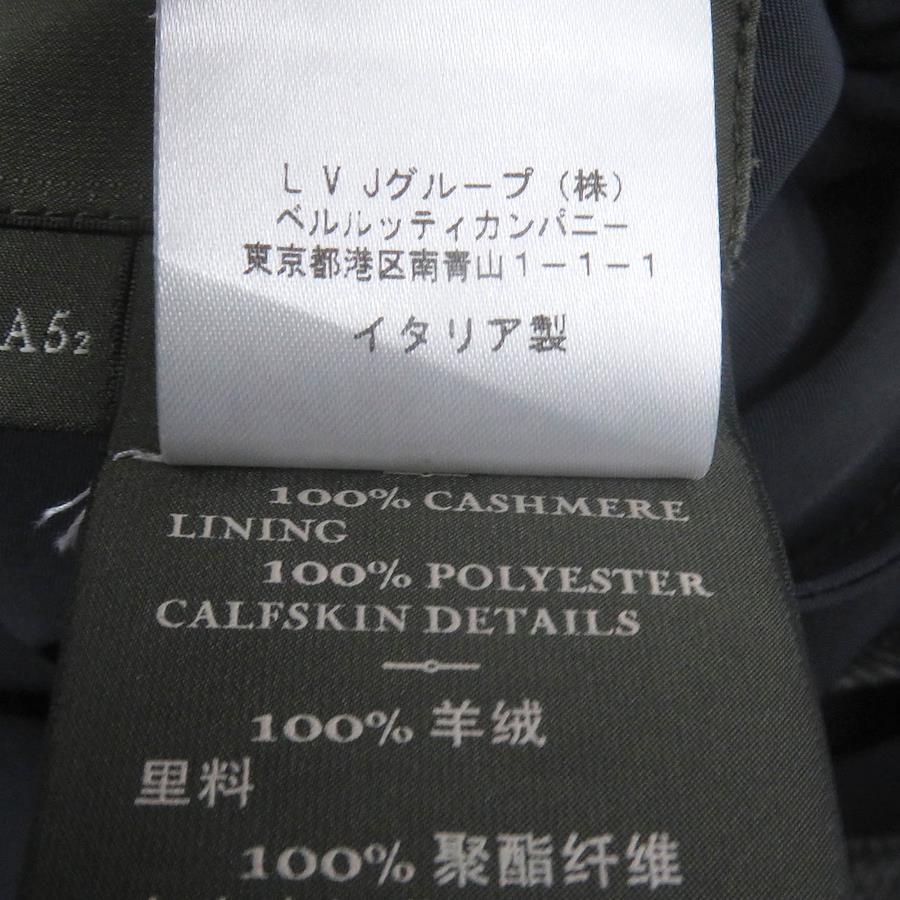 LVJグループ（株）
ベルルッティカンパニー
東京都港区南青山1-1-1
イタリア製
A52
100% CASHMERE
LINING
100% POLYESTER
CALFSKIN DETAILS
100% 羊绒
里料
100% 聚酯纤维